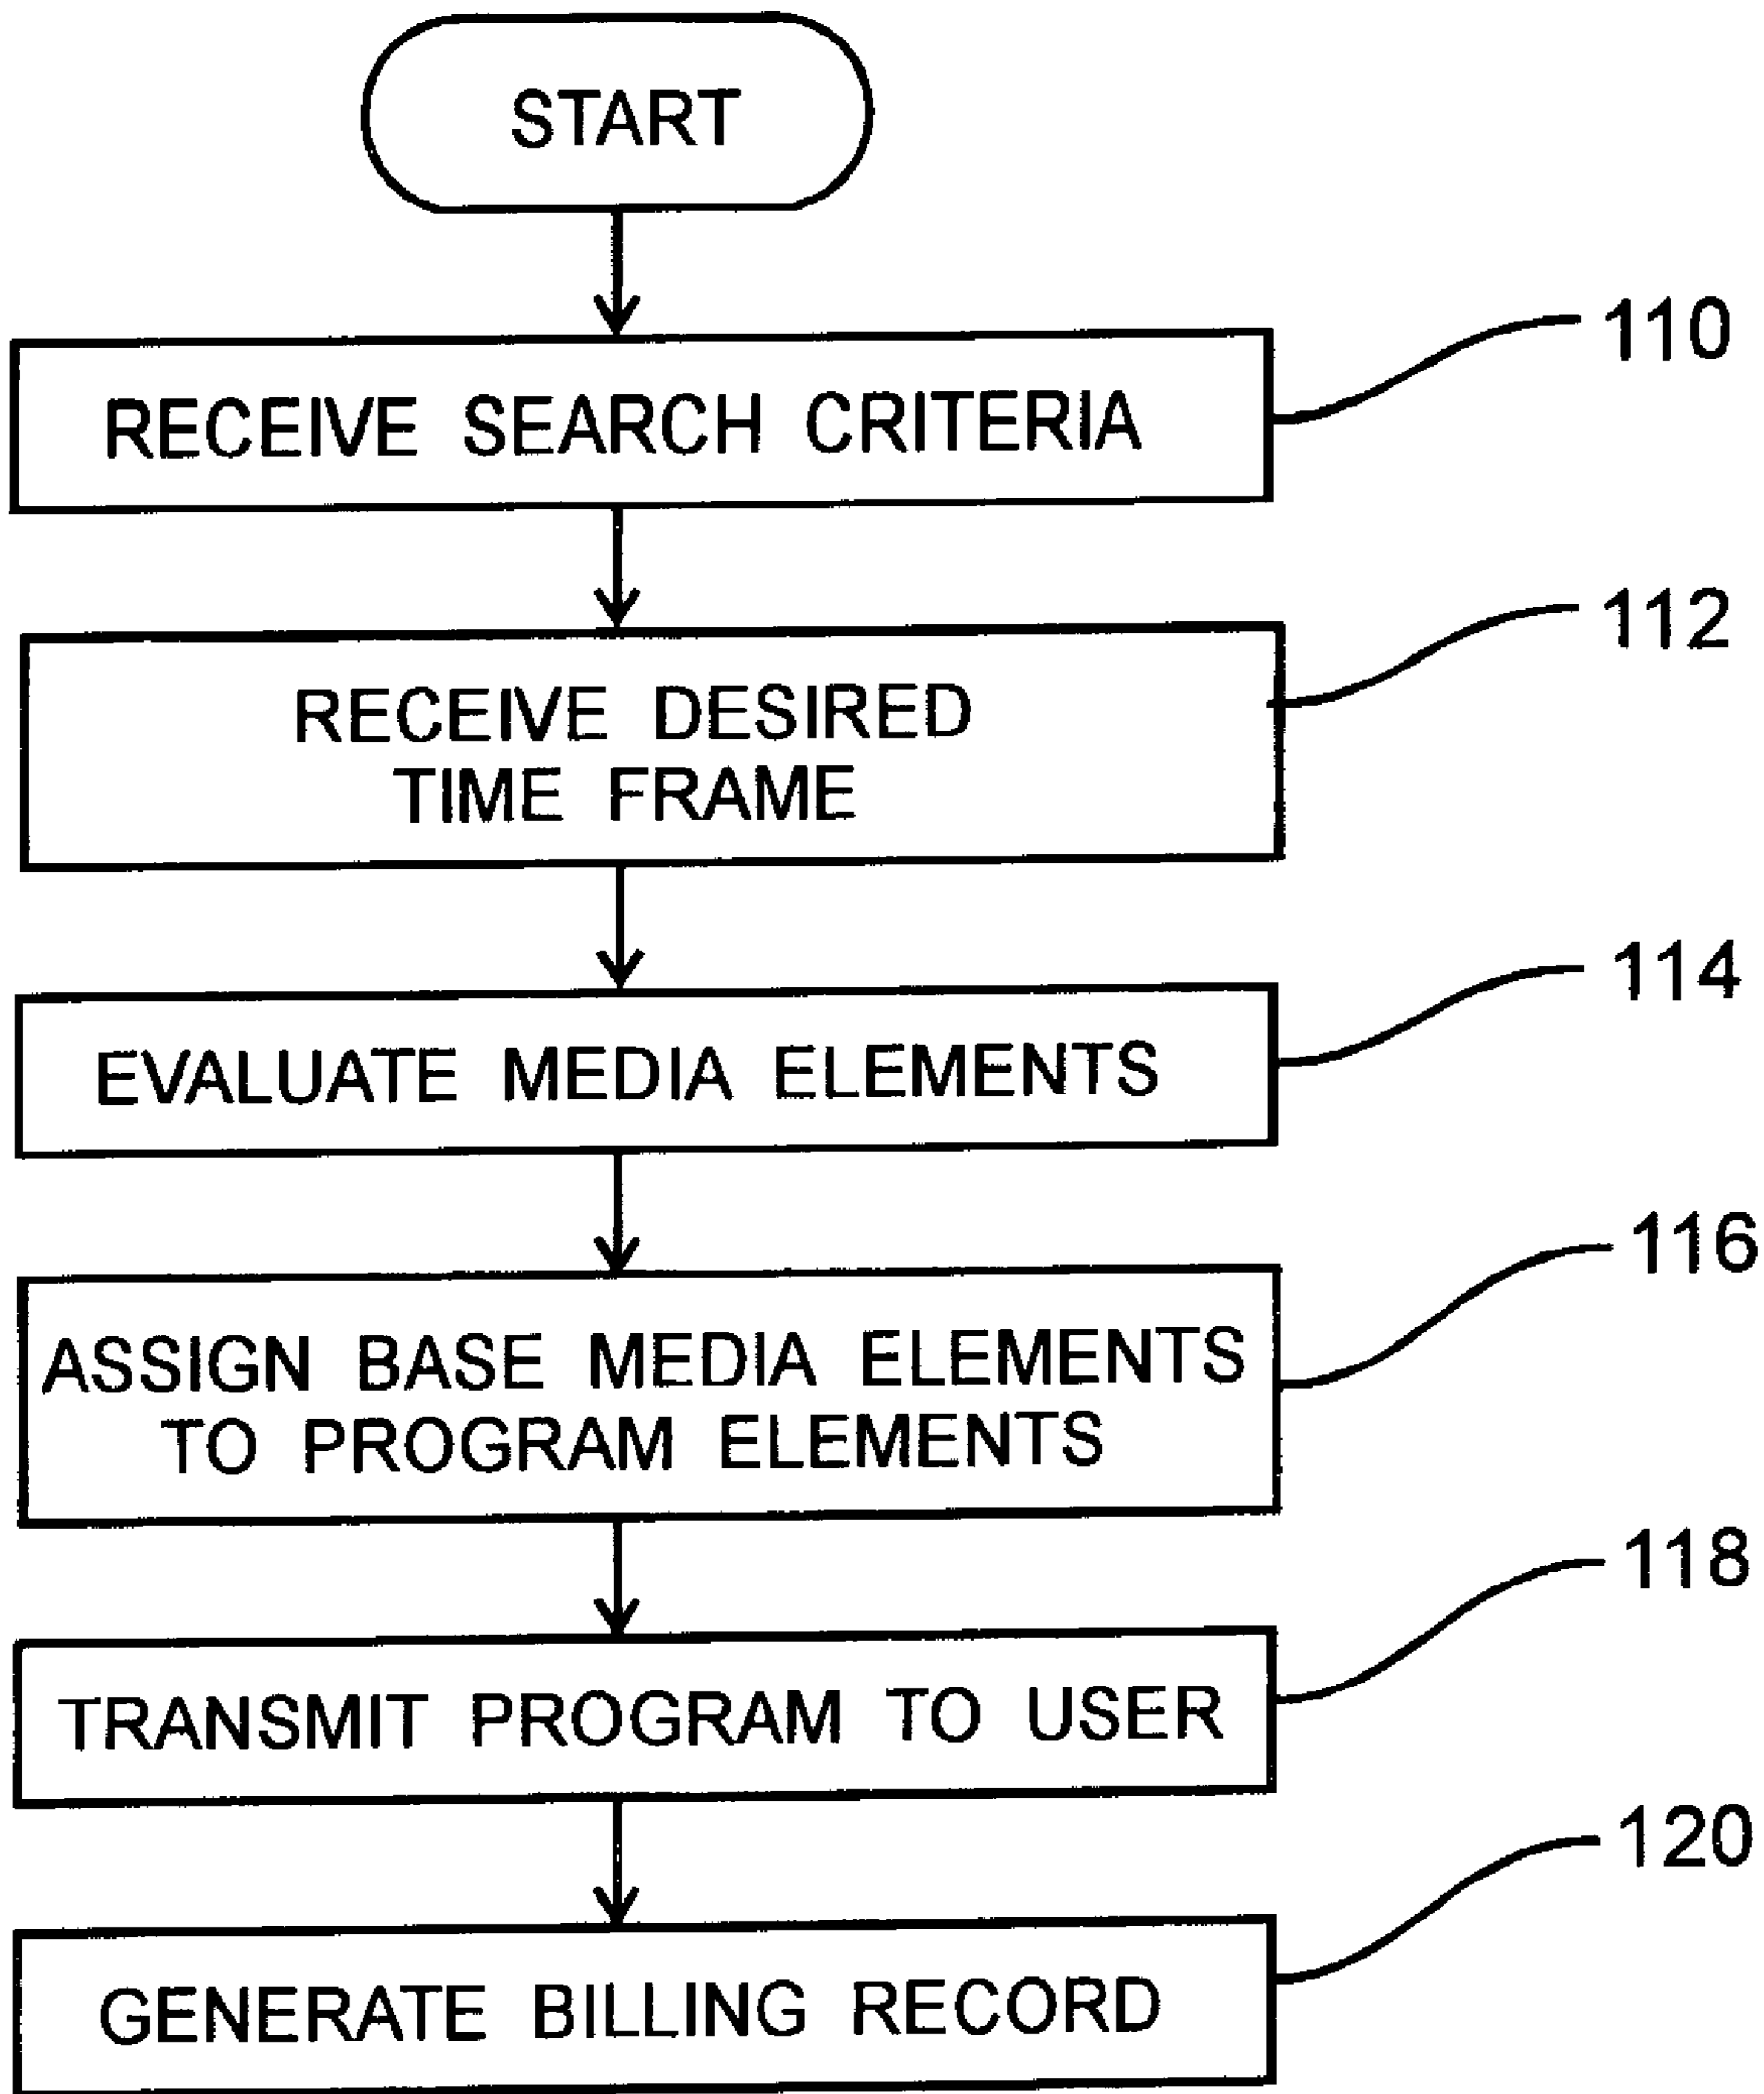 START
RECEIVE SEARCH CRITERIA
110
RECEIVE DESIRED
TIME FRAME
112
EVALUATE MEDIA ELEMENTS
114
ASSIGN BASE MEDIA ELEMENTS
TO PROGRAM ELEMENTS
116
TRANSMIT PROGRAM TO USER
118
GENERATE BILLING RECORD
120